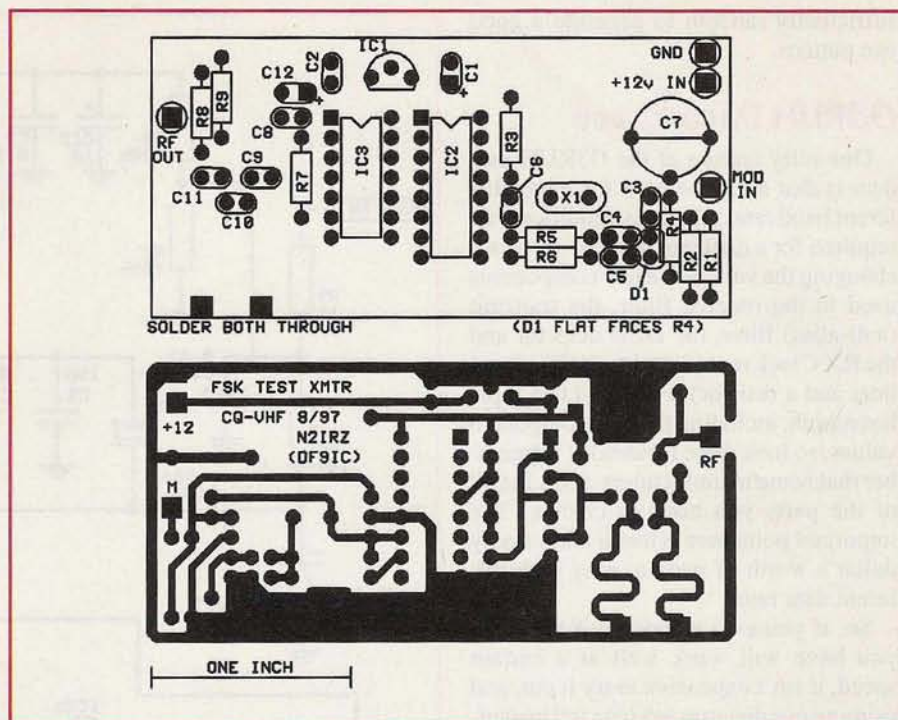 IC1
GND
C2
C1
+12v IN
C12
+
+
C7
R8
R9
C8
R3
RF
OUT
IC3
IC2
C6
MOD
IN
C9
R7
X1
C3
C11
C4
R4
C10
R5
R2
R1
R6
C5
D1
SOLDER BOTH THROUGH
(D1 FLAT FACES R4)
FSK TEST XMTR
+12
CQ-VHF 8/97
N2IRZ
(DF9IC)
RF
M
ONE INCH